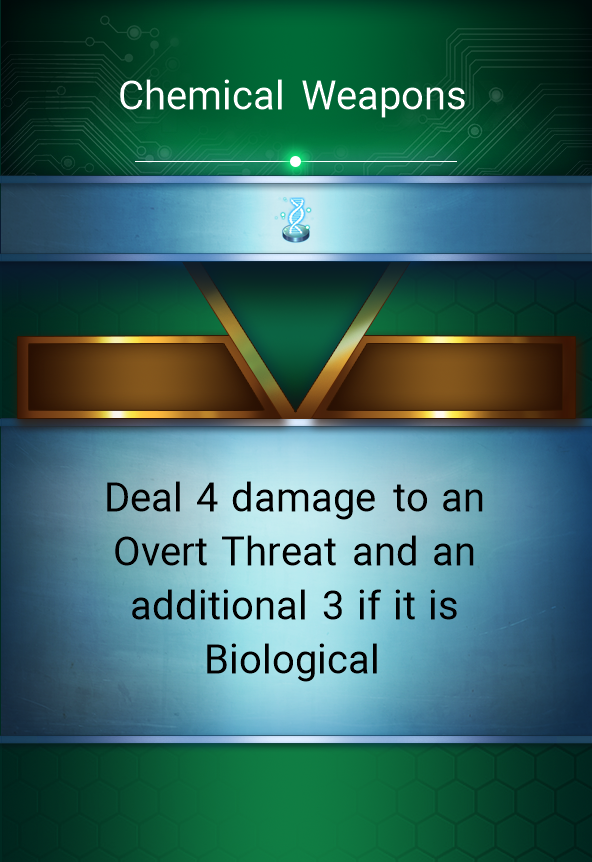 Chemical Weapons
Deal 4 damage to an
Overt Threat and an
additional 3 if it is
Biological